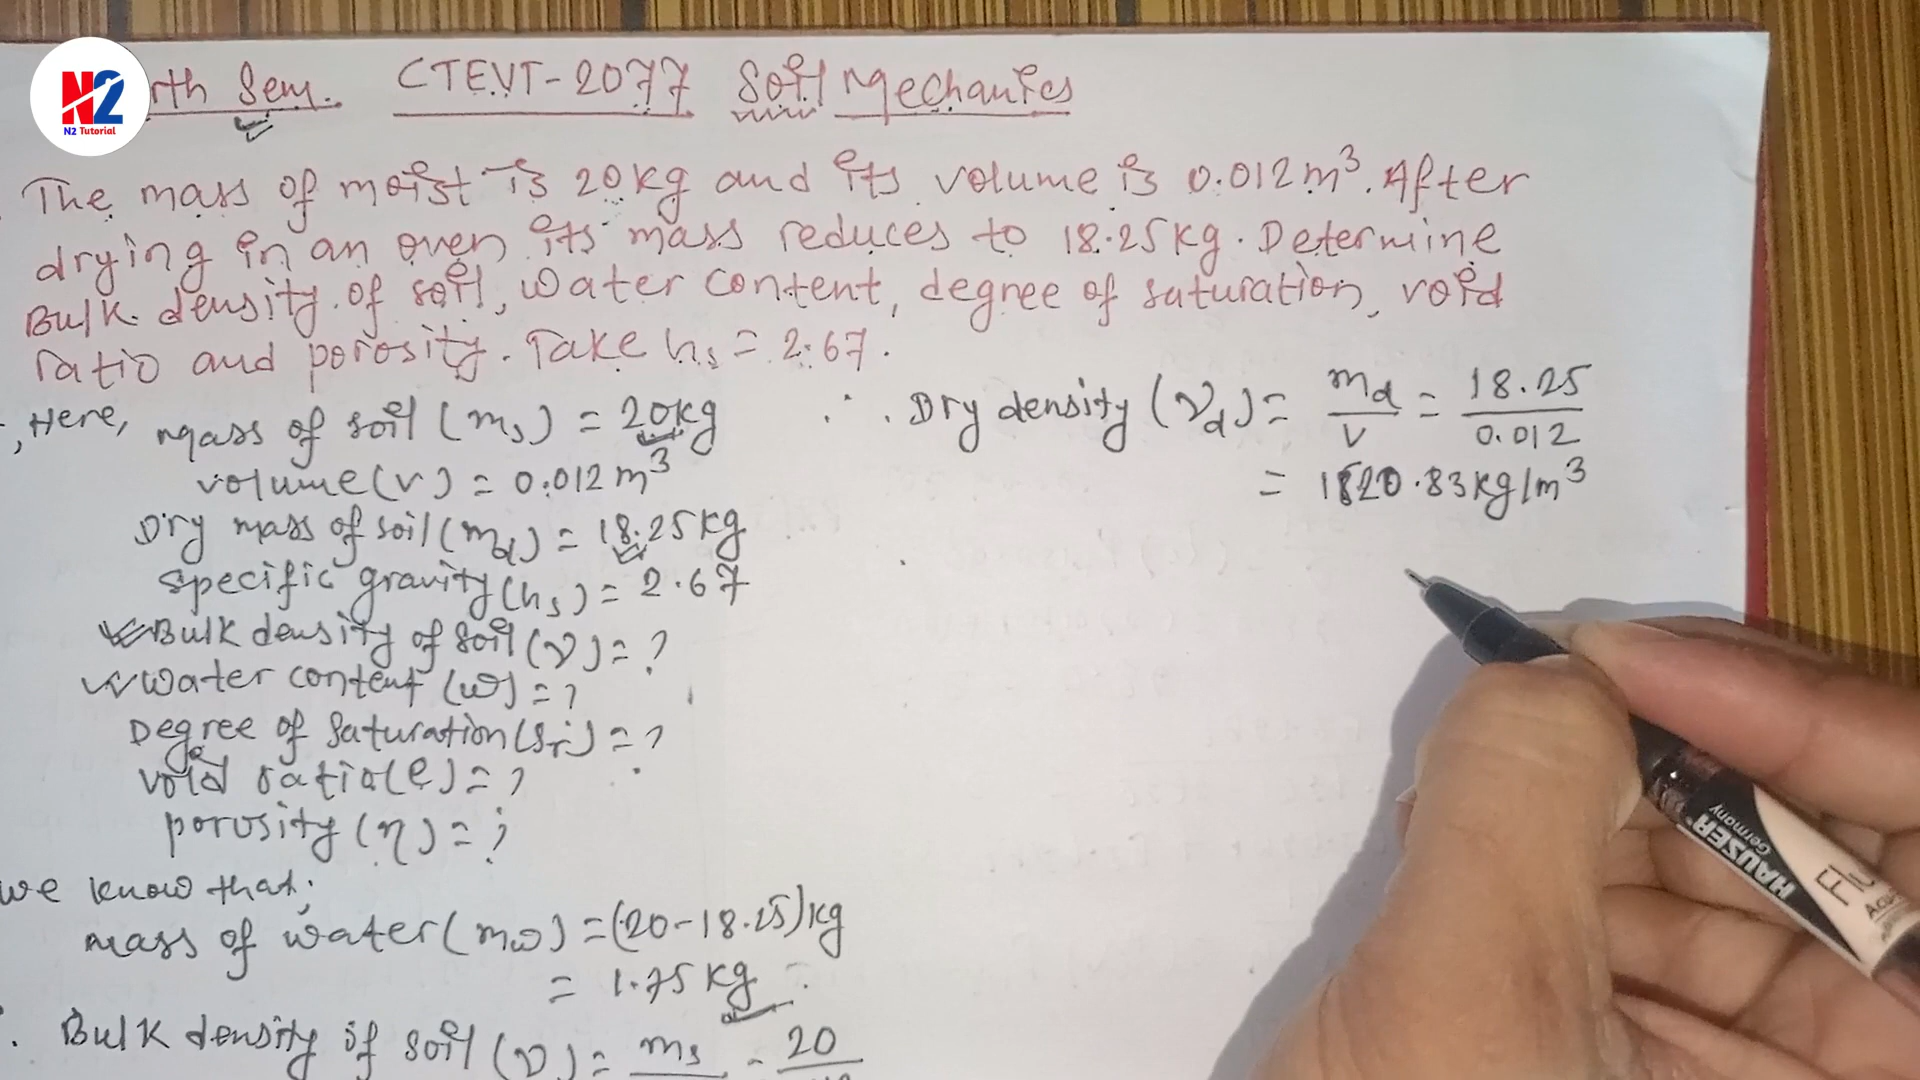 N2
N2 Tutorial
rth Sem. CTEVT-2077 Soil Mechanics
The mass of moist is 20kg and its volume is 0.012m³. After
drying in an oven its mass reduces to 18.25kg. Determine
Bulk density of soil, water content, degree of saturation, void
ratio and porosity. Take hs = 2.67.
Here, mass of soil (ms) = 20kg
volume (v) = 0.012 m³
Dry mass of soil (md) = 18.25kg
specific gravity (hs) = 2.67
Bulk density of soil (γ) = ?
water content (w) = ?
Degree of saturation (sr) = ?
void ratio (e) = ?
porosity (η) = ?
we know that;
mass of water (mw) = (20-18.25)kg
= 1.75 kg
Bulk density of soil (γ) = ms = 20
∴ Dry density (γd) = md/v = 18.25/0.012
= 1520.83kg/m³
HAUSER
Germany